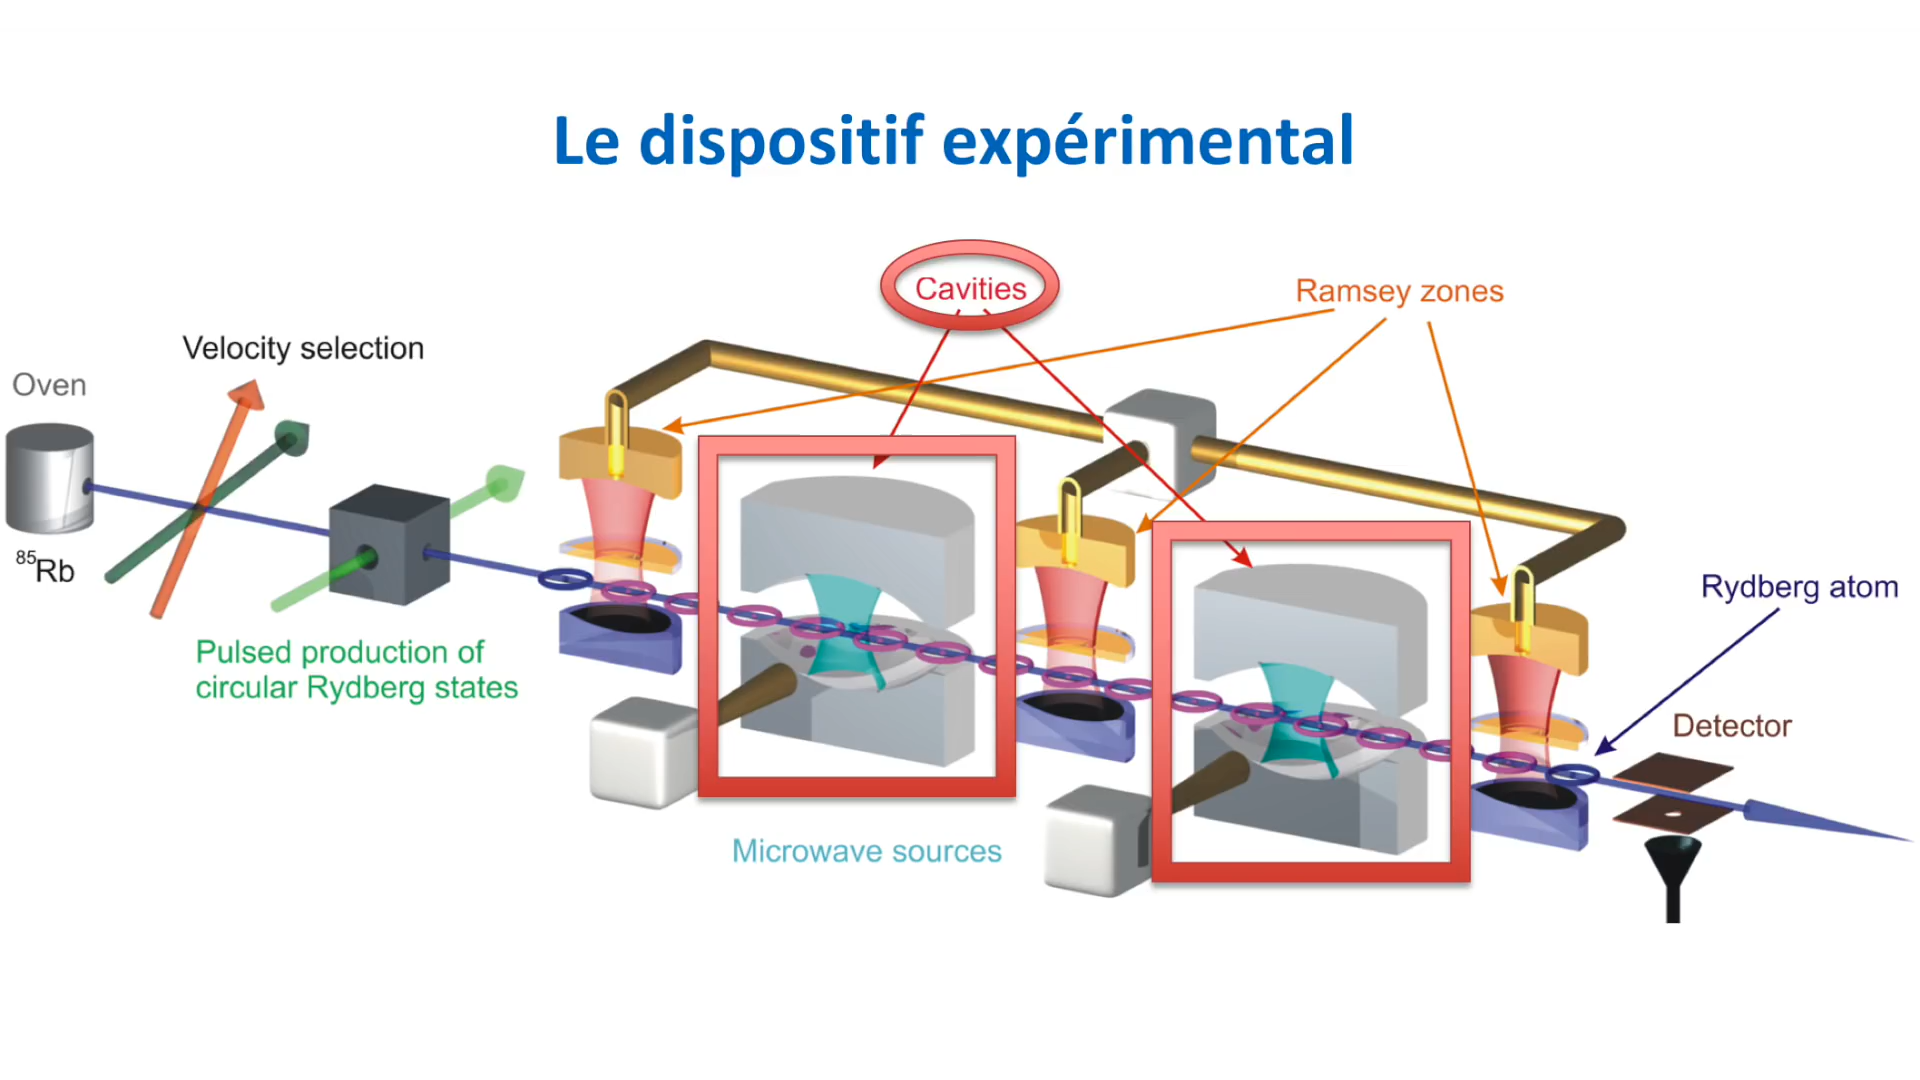 Le dispositif expérimental
Cavities
Ramsey zones
Velocity selection
Oven
⁸⁵Rb
Rydberg atom
Pulsed production of
circular Rydberg states
Detector
Microwave sources